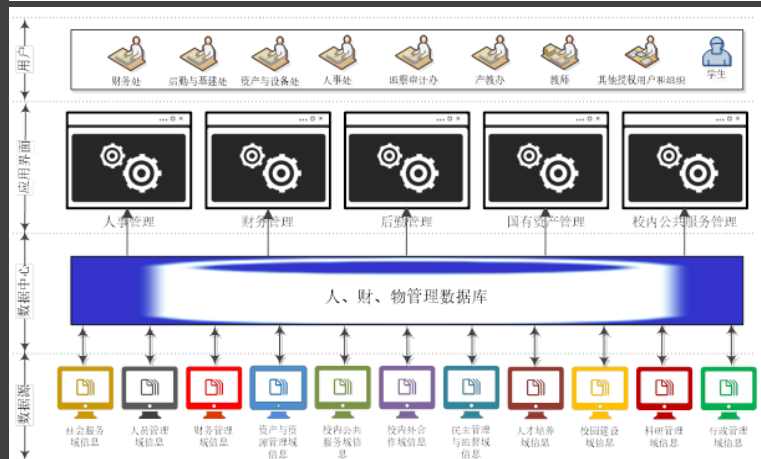 用户
财务处
后勤与基建处
资产与设备处
人事处
监察审计办
产教办
教师
其他授权用户和组织
学生
应用界面
人事管理
财务管理
后勤管理
国有资产管理
校内公共服务管理
数据中心
人、财、物管理数据库
数据源
社会服务
域信息
人员管理
域信息
财务管理
域信息
资产与资
源管理域
信息
校内公共
服务域信
息
校内外合
作域信息
民主管理
与监督域
信息
人才培养
域信息
校园建设
域信息
科研管理
域信息
行政管理
域信息